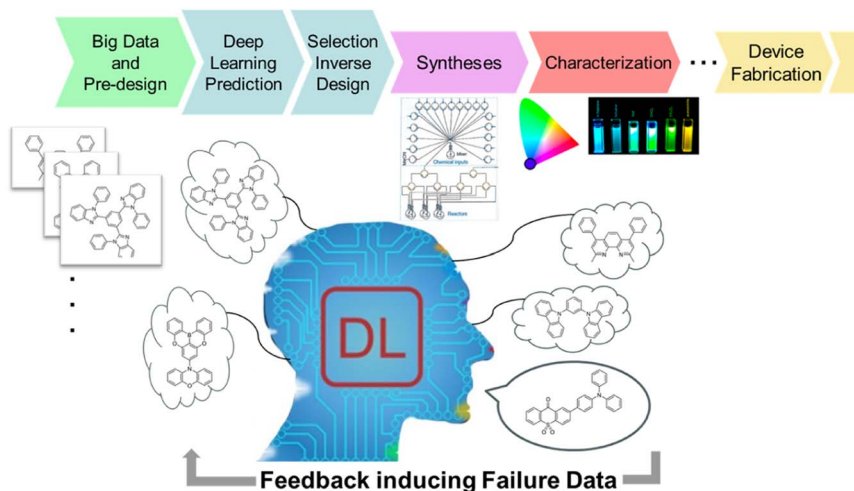 Big Data
and
Pre-design
Deep
Learning
Prediction
Selection
Inverse
Design
Syntheses
Characterization
...
Device
Fabrication
Chemical inputs
Reactors
DL
Feedback inducing Failure Data